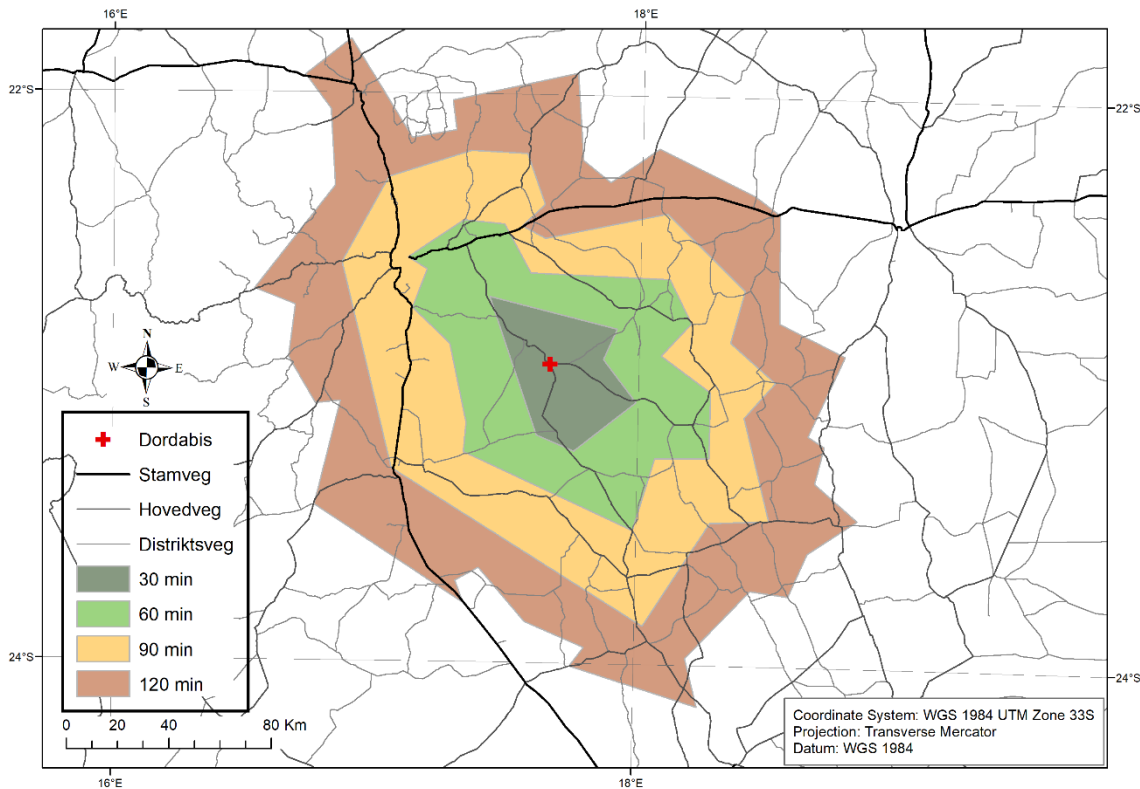 16°E
18°E
22°S
22°S
N
W
E
S
Dordabis
Stamveg
Hovedveg
Distriktsveg
30 min
60 min
90 min
120 min
0 20 40 80 Km
24°S
24°S
Coordinate System: WGS 1984 UTM Zone 33S
Projection: Transverse Mercator
Datum: WGS 1984
16°E
18°E